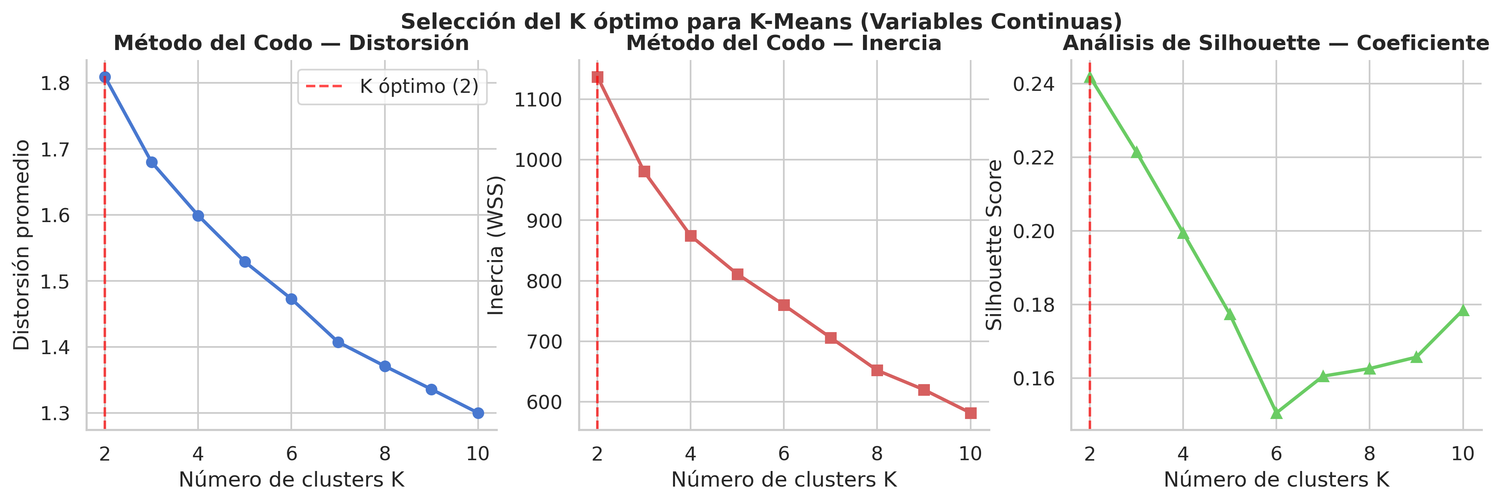 Selección del K óptimo para K-Means (Variables Continuas)
Método del Codo — Distorsión
K óptimo (2)
Distorsión promedio
1.8
1.7
1.6
1.5
1.4
1.3
2 4 6 8 10
Número de clusters K
Método del Codo — Inercia
Inercia (WSS)
1100
1000
900
800
700
600
2 4 6 8 10
Número de clusters K
Análisis de Silhouette — Coeficiente
Silhouette Score
0.24
0.22
0.20
0.18
0.16
2 4 6 8 10
Número de clusters K